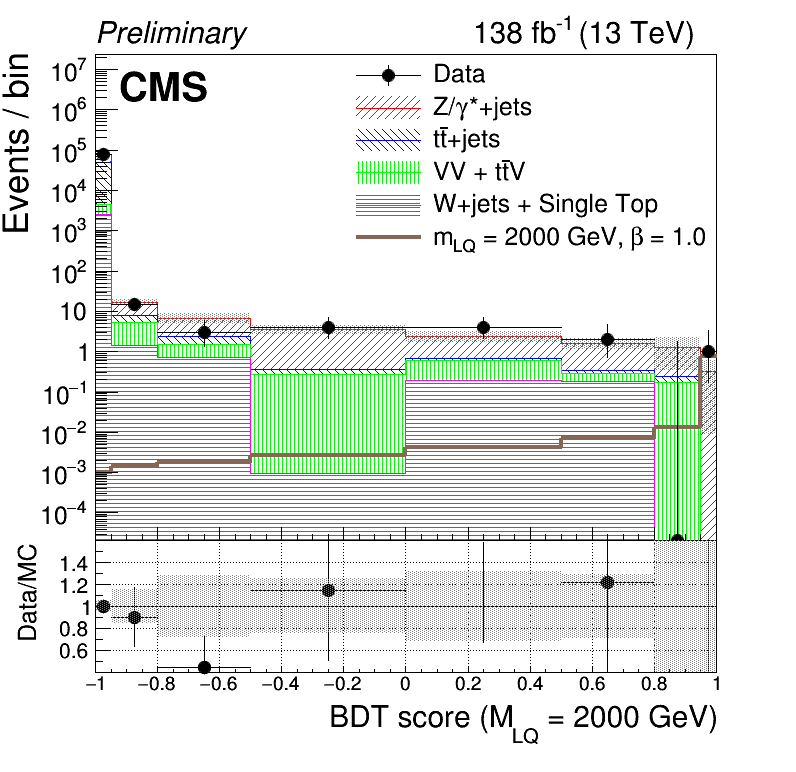 Preliminary 138 fb⁻¹ (13 TeV)
CMS
Events / bin
10⁷
10⁶
10⁵
10⁴
10³
10²
10
1
10⁻¹
10⁻²
10⁻³
10⁻⁴
Data
Z/γ*+jets
tt̄+jets
VV + tt̄V
W+jets + Single Top
m_LQ = 2000 GeV, β = 1.0
Data/MC
1.4
1.2
1
0.8
0.6
−1 −0.8 −0.6 −0.4 −0.2 0 0.2 0.4 0.6 0.8 1
BDT score (M_LQ = 2000 GeV)